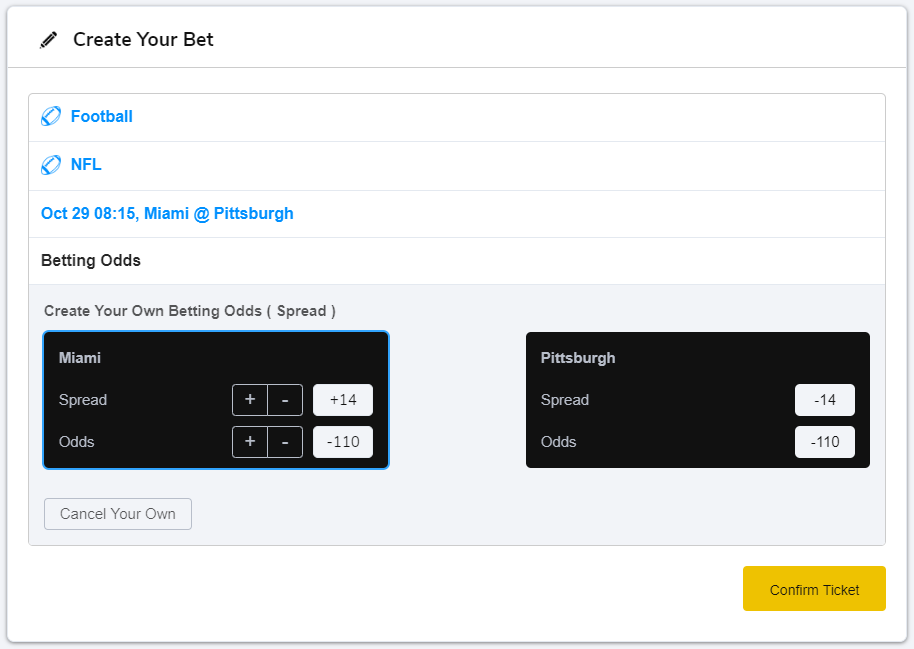 Create Your Bet
Football
NFL
Oct 29 08:15, Miami @ Pittsburgh
Betting Odds
Create Your Own Betting Odds ( Spread )
Miami
Spread + - +14
Odds + - -110
Pittsburgh
Spread -14
Odds -110
Cancel Your Own
Confirm Ticket